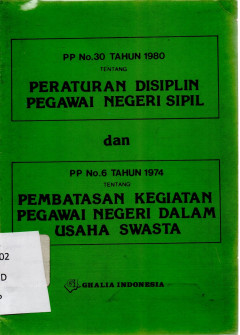 PP No.30 TAHUN 1980
TENTANG
PERATURAN DISIPLIN
PEGAWAI NEGERI SIPIL
dan
PP No.6 TAHUN 1974
TENTANG
PEMBATASAN KEGIATAN
PEGAWAI NEGERI DALAM
USAHA SWASTA
02
D
P
GHALIA INDONESIA